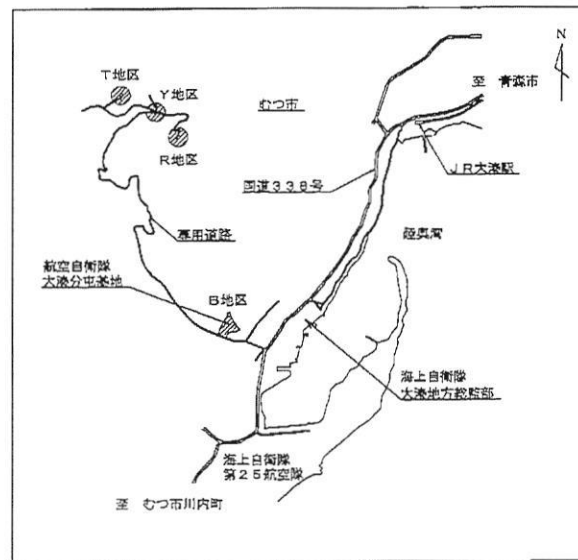 N
至 青森市
T地区
Y地区
むつ市
R地区
JR大湊駅
国道338号
陸奥湾
専用道路
航空自衛隊
大湊分屯基地
B地区
海上自衛隊
大湊地方総監部
海上自衛隊
第25航空隊
至 むつ市川内町